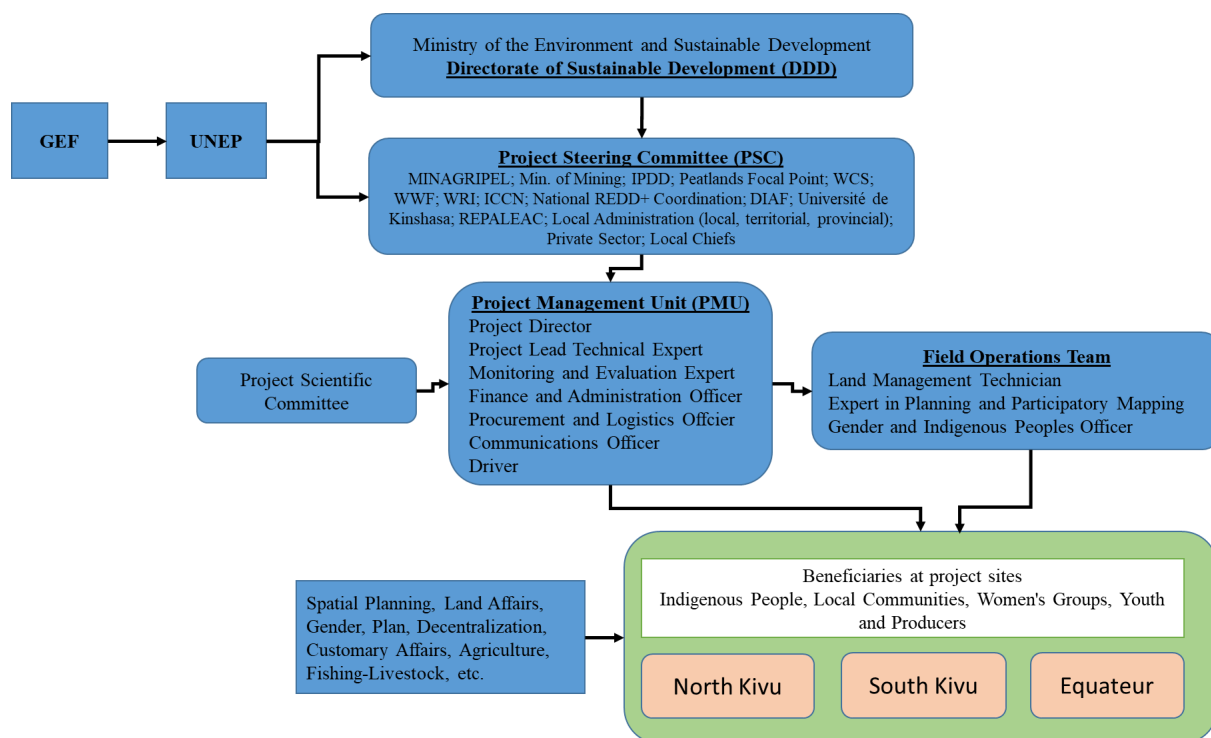 Ministry of the Environment and Sustainable Development
Directorate of Sustainable Development (DDD)
GEF
UNEP
Project Steering Committee (PSC)
MINAGRIPEL; Min. of Mining; IPDD; Peatlands Focal Point; WCS;
WWF; WRI; ICCN; National REDD+ Coordination; DIAF; Université de
Kinshasa; REPALEAC; Local Administration (local, territorial, provincial);
Private Sector; Local Chiefs
Project Management Unit (PMU)
Project Director
Project Lead Technical Expert
Monitoring and Evaluation Expert
Finance and Administration Officer
Procurement and Logistics Offcier
Communications Officer
Driver
Project Scientific
Committee
Field Operations Team
Land Management Technician
Expert in Planning and Participatory Mapping
Gender and Indigenous Peoples Officer
Spatial Planning, Land Affairs,
Gender, Plan, Decentralization,
Customary Affairs, Agriculture,
Fishing-Livestock, etc.
Beneficiaries at project sites
Indigenous People, Local Communities, Women's Groups, Youth
and Producers
North Kivu
South Kivu
Equateur